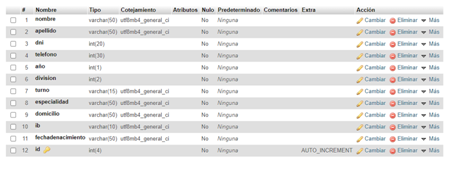 # Nombre Tipo Cotejamiento Atributos Nulo Predeterminado Comentarios Extra Acción
1 nombre varchar(50) utf8mb4_general_ci No Ninguna Cambiar Eliminar Más
2 apellido varchar(50) utf8mb4_general_ci No Ninguna Cambiar Eliminar Más
3 dni int(20) No Ninguna Cambiar Eliminar Más
4 telefono int(30) No Ninguna Cambiar Eliminar Más
5 año int(1) No Ninguna Cambiar Eliminar Más
6 division int(2) No Ninguna Cambiar Eliminar Más
7 turno varchar(15) utf8mb4_general_ci No Ninguna Cambiar Eliminar Más
8 especialidad varchar(50) utf8mb4_general_ci No Ninguna Cambiar Eliminar Más
9 domicilio varchar(50) utf8mb4_general_ci No Ninguna Cambiar Eliminar Más
10 ib varchar(10) utf8mb4_general_ci No Ninguna Cambiar Eliminar Más
11 fechadenacimiento varchar(50) utf8mb4_general_ci No Ninguna Cambiar Eliminar Más
12 id int(4) No Ninguna AUTO_INCREMENT Cambiar Eliminar Más